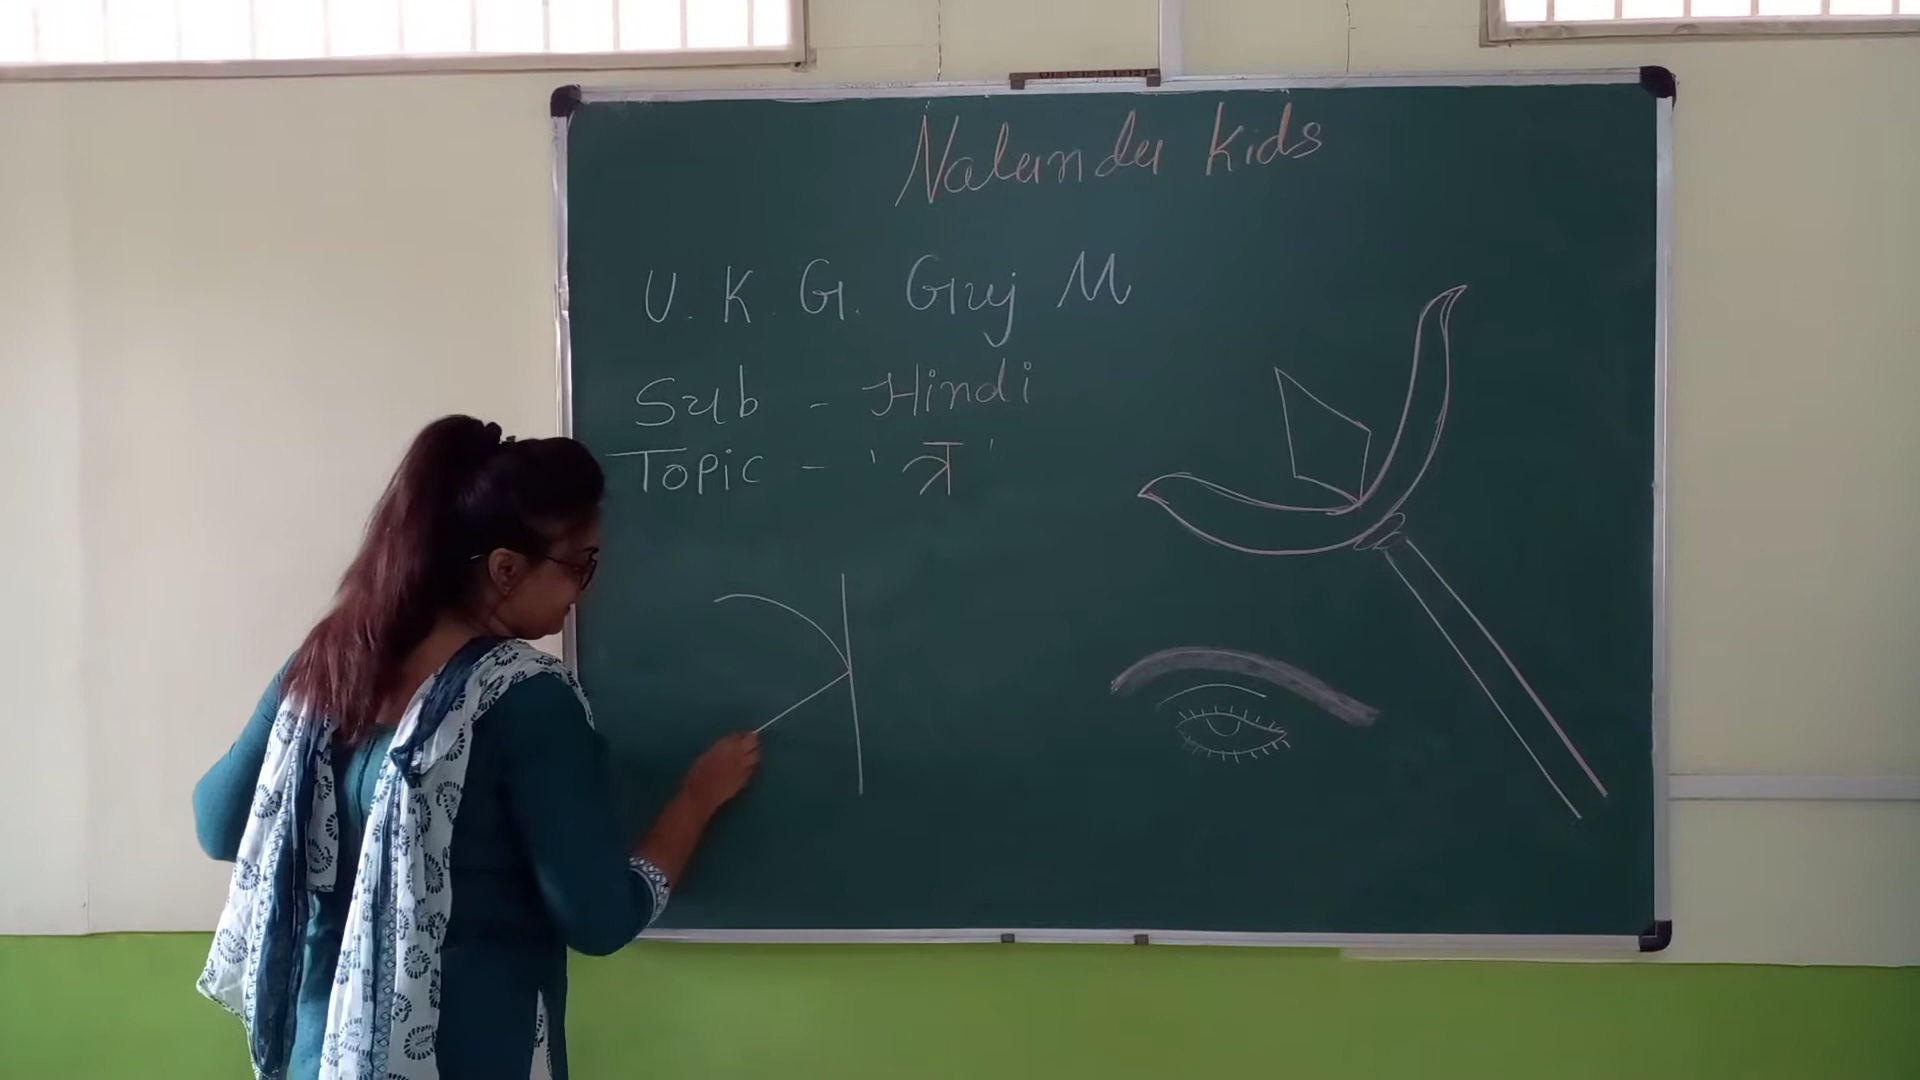 Nalanda Kids
U. K. G. Guj M
Sub - Hindi
Topic - 'त्र'